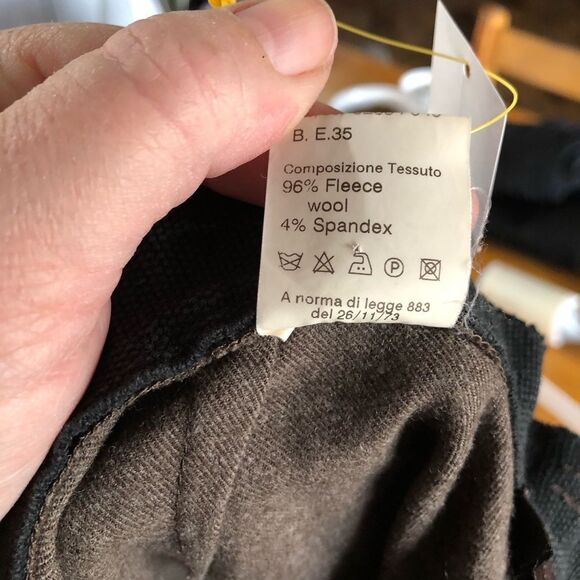 B. E.35
Composizione Tessuto
96% Fleece
wool
4% Spandex
P
A norma di legge 883
del 26/11/73